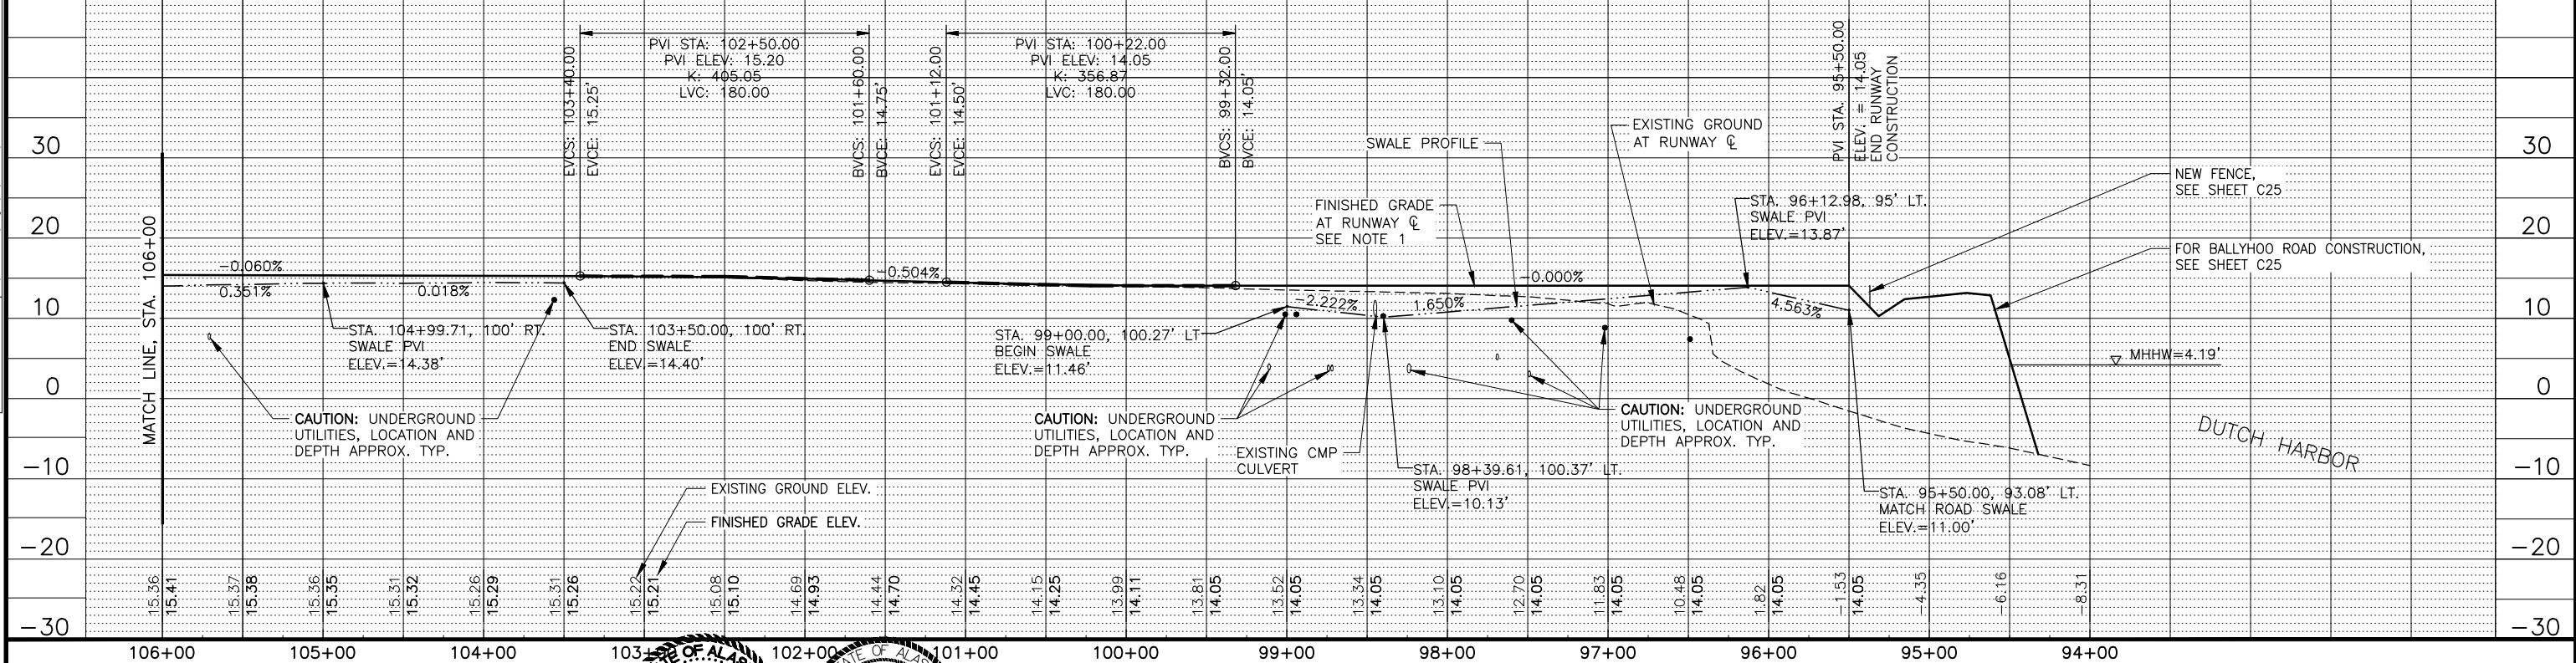 EVCS: 103+40.00
EVCE: 15.25'
PVI STA: 102+50.00
PVI ELEV: 15.20
K: 405.05
LVC: 180.00
BVCS: 101+60.00
BVCE: 14.75'
EVCS: 101+12.00
EVCE: 14.50'
PVI STA: 100+22.00
PVI ELEV: 14.05
K: 356.87
LVC: 180.00
BVCS: 99+32.00
BVCE: 14.05'
PVI STA. 95+50.00
ELEV. = 14.05
END RUNWAY
CONSTRUCTION
30
20
10
0
-10
-20
-30
MATCH LINE, STA. 106+00
SWALE PROFILE
EXISTING GROUND
AT RUNWAY ℄
FINISHED GRADE
AT RUNWAY ℄
SEE NOTE 1
STA. 96+12.98, 95' LT.
SWALE PVI
ELEV.=13.87'
NEW FENCE,
SEE SHEET C25
FOR BALLYHOO ROAD CONSTRUCTION,
SEE SHEET C25
-0.060%
0.351%
0.018%
-0.504%
-2.222%
1.650%
-0.000%
4.563%
STA. 104+99.71, 100' RT.
SWALE PVI
ELEV.=14.38'
STA. 103+50.00, 100' RT.
END SWALE
ELEV.=14.40'
STA. 99+00.00, 100.27' LT
BEGIN SWALE
ELEV.=11.46'
MHHW=4.19'
CAUTION: UNDERGROUND
UTILITIES, LOCATION AND
DEPTH APPROX. TYP.
CAUTION: UNDERGROUND
UTILITIES, LOCATION AND
DEPTH APPROX. TYP.
CAUTION: UNDERGROUND
UTILITIES, LOCATION AND
DEPTH APPROX. TYP.
EXISTING CMP
CULVERT
STA. 98+39.61, 100.37' LT.
SWALE PVI
ELEV.=10.13'
DUTCH HARBOR
STA. 95+50.00, 93.08' LT.
MATCH ROAD SWALE
ELEV.=11.00'
EXISTING GROUND ELEV.
FINISHED GRADE ELEV.
30
20
10
0
-10
-20
-30
15.36
15.41
15.37
15.38
15.36
15.35
15.31
15.32
15.26
15.29
15.31
15.26
15.22
15.21
15.08
15.10
14.69
14.93
14.44
14.70
14.32
14.45
14.15
14.25
13.99
14.11
13.81
14.05
13.52
14.05
13.34
14.05
13.10
14.05
12.70
14.05
11.83
14.05
10.48
14.05
1.82
14.05
-1.53
14.05
-4.35
-6.16
-8.31
106+00
105+00
104+00
103+
102+00
101+00
100+00
99+00
98+00
97+00
96+00
95+00
94+00
TE OF ALAS
ATE OF ALA